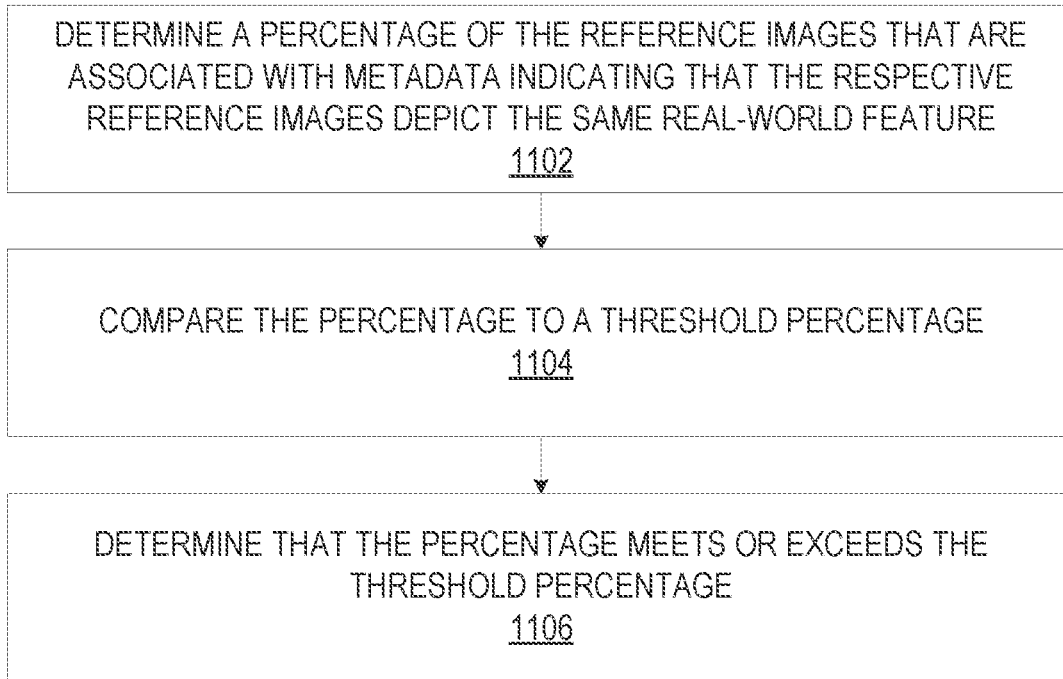 DETERMINE A PERCENTAGE OF THE REFERENCE IMAGES THAT ARE
ASSOCIATED WITH METADATA INDICATING THAT THE RESPECTIVE
REFERENCE IMAGES DEPICT THE SAME REAL-WORLD FEATURE
1102
COMPARE THE PERCENTAGE TO A THRESHOLD PERCENTAGE
1104
DETERMINE THAT THE PERCENTAGE MEETS OR EXCEEDS THE
THRESHOLD PERCENTAGE
1106